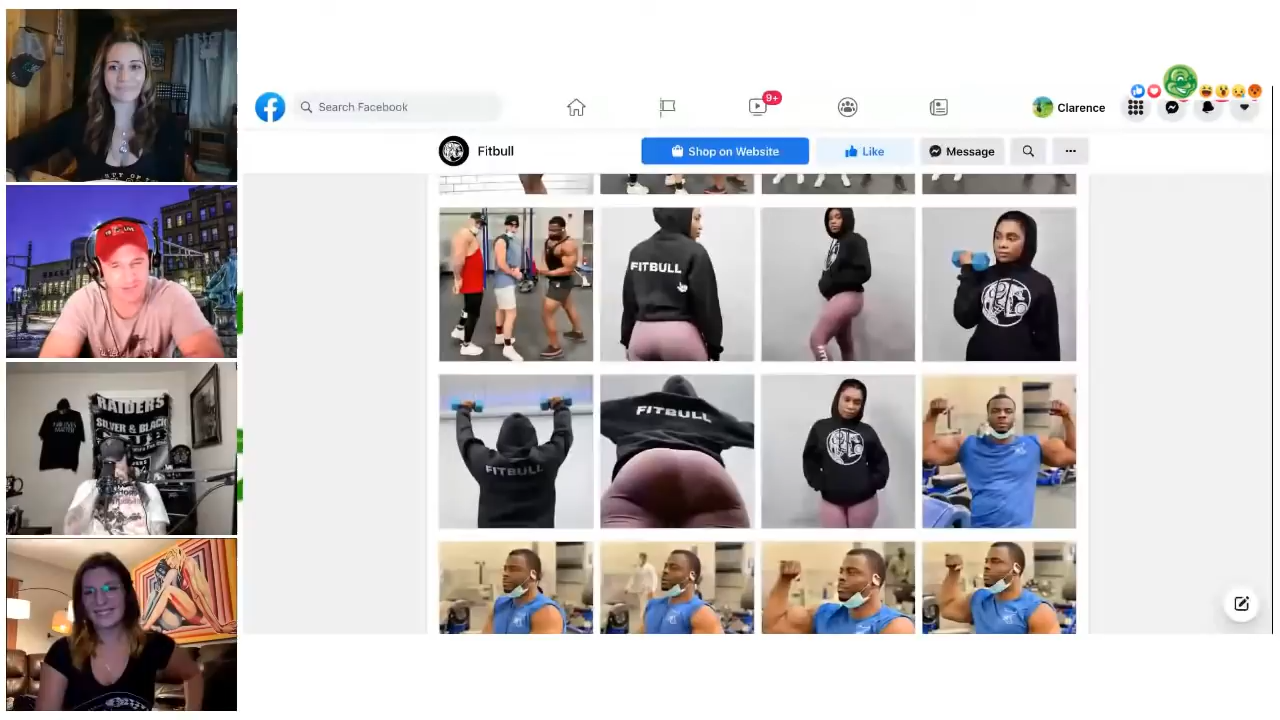 Search Facebook
9+
Clarence
Fitbull
Shop on Website
Like
Message
FITBULL
FITBULL
FITBULL
RAIDERS
SILVER & BLACK